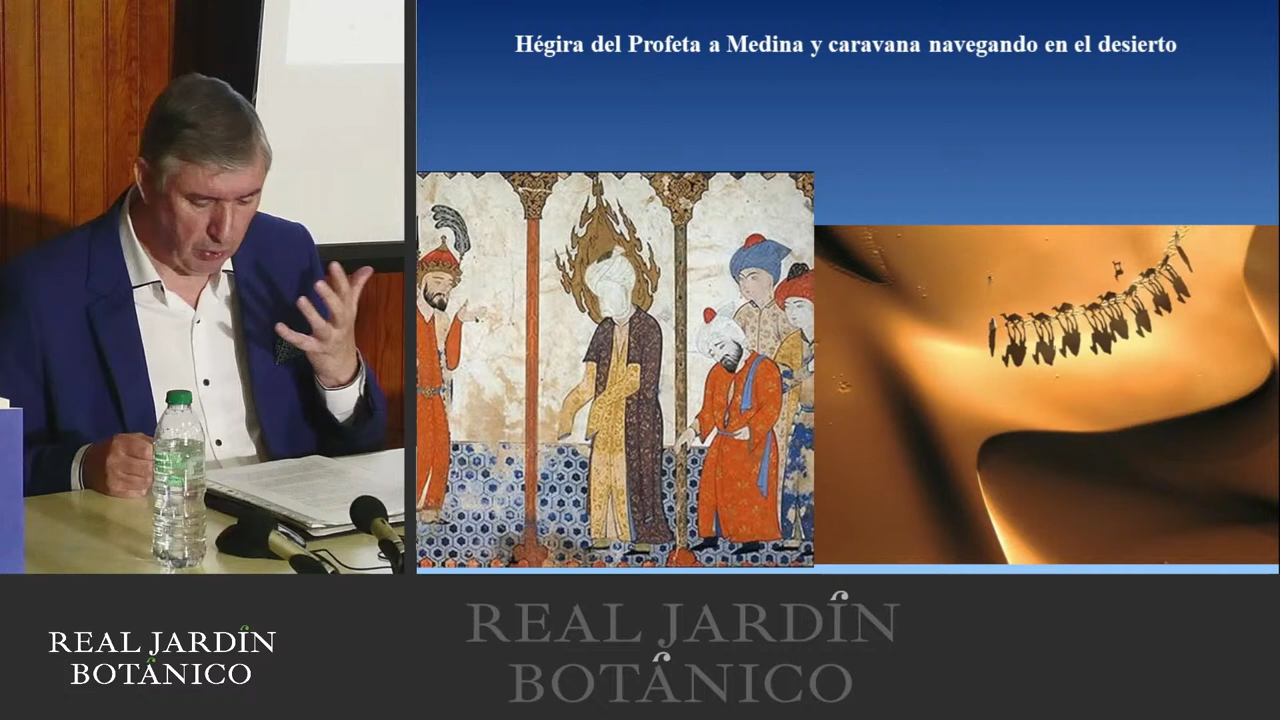 Hégira del Profeta a Medina y caravana navegando en el desierto
REAL JARDÍN
BOTÁNICO
REAL JARDÍN
BOTÁNICO